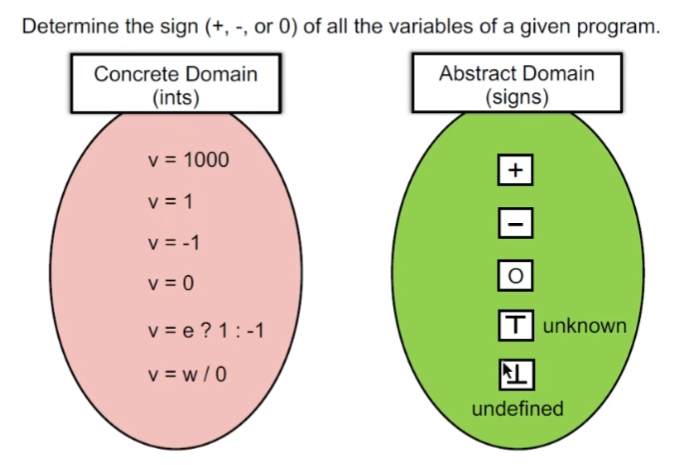 Determine the sign (+, -, or 0) of all the variables of a given program.
Concrete Domain
(ints)
Abstract Domain
(signs)
v = 1000
v = 1
v = -1
v = 0
v = e ? 1 : -1
v = w / 0
+
−
O
⊤ unknown
⊥
undefined